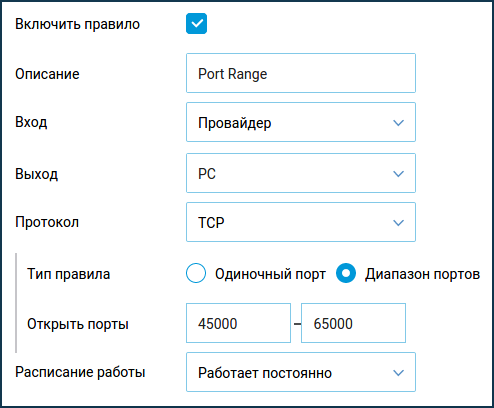 Включить правило
Описание Port Range
Вход Провайдер
Выход PC
Протокол TCP
Тип правила Одиночный порт Диапазон портов
Открыть порты 45000 – 65000
Расписание работы Работает постоянно